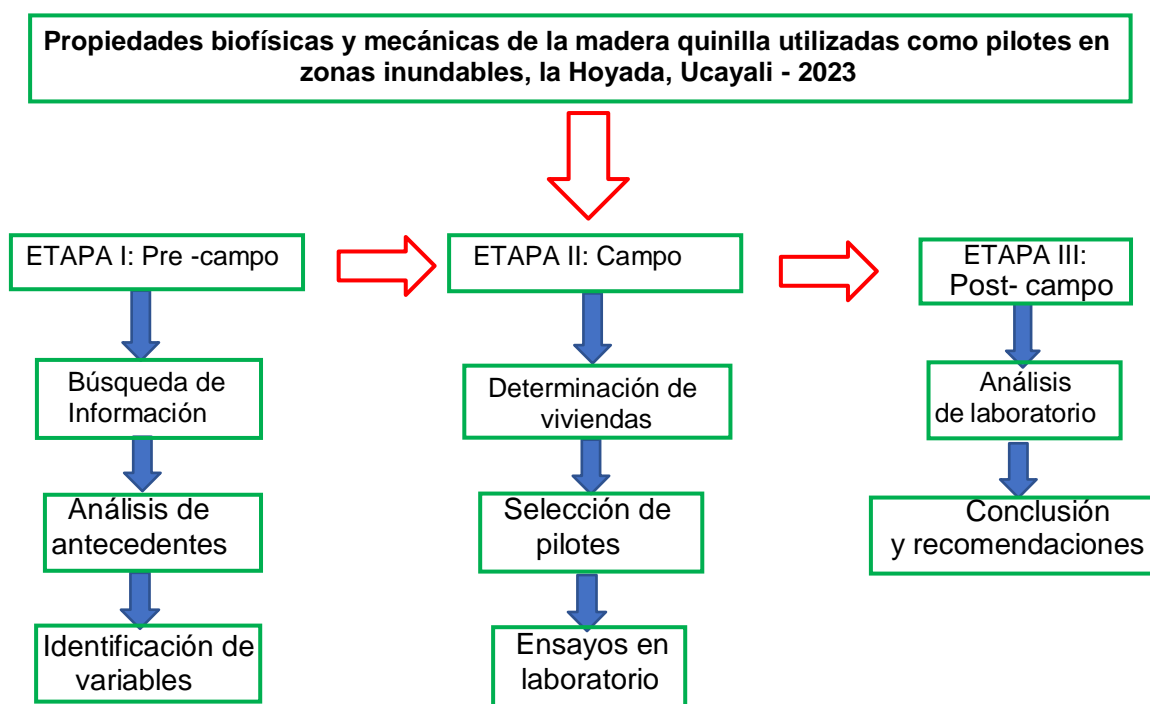 Propiedades biofísicas y mecánicas de la madera quinilla utilizadas como pilotes en
zonas inundables, la Hoyada, Ucayali - 2023
ETAPA I: Pre -campo
Búsqueda de
Información
Análisis de
antecedentes
Identificación de
variables
ETAPA II: Campo
Determinación de
viviendas
Selección de
pilotes
Ensayos en
laboratorio
ETAPA III:
Post- campo
Análisis
de laboratorio
Conclusión
y recomendaciones